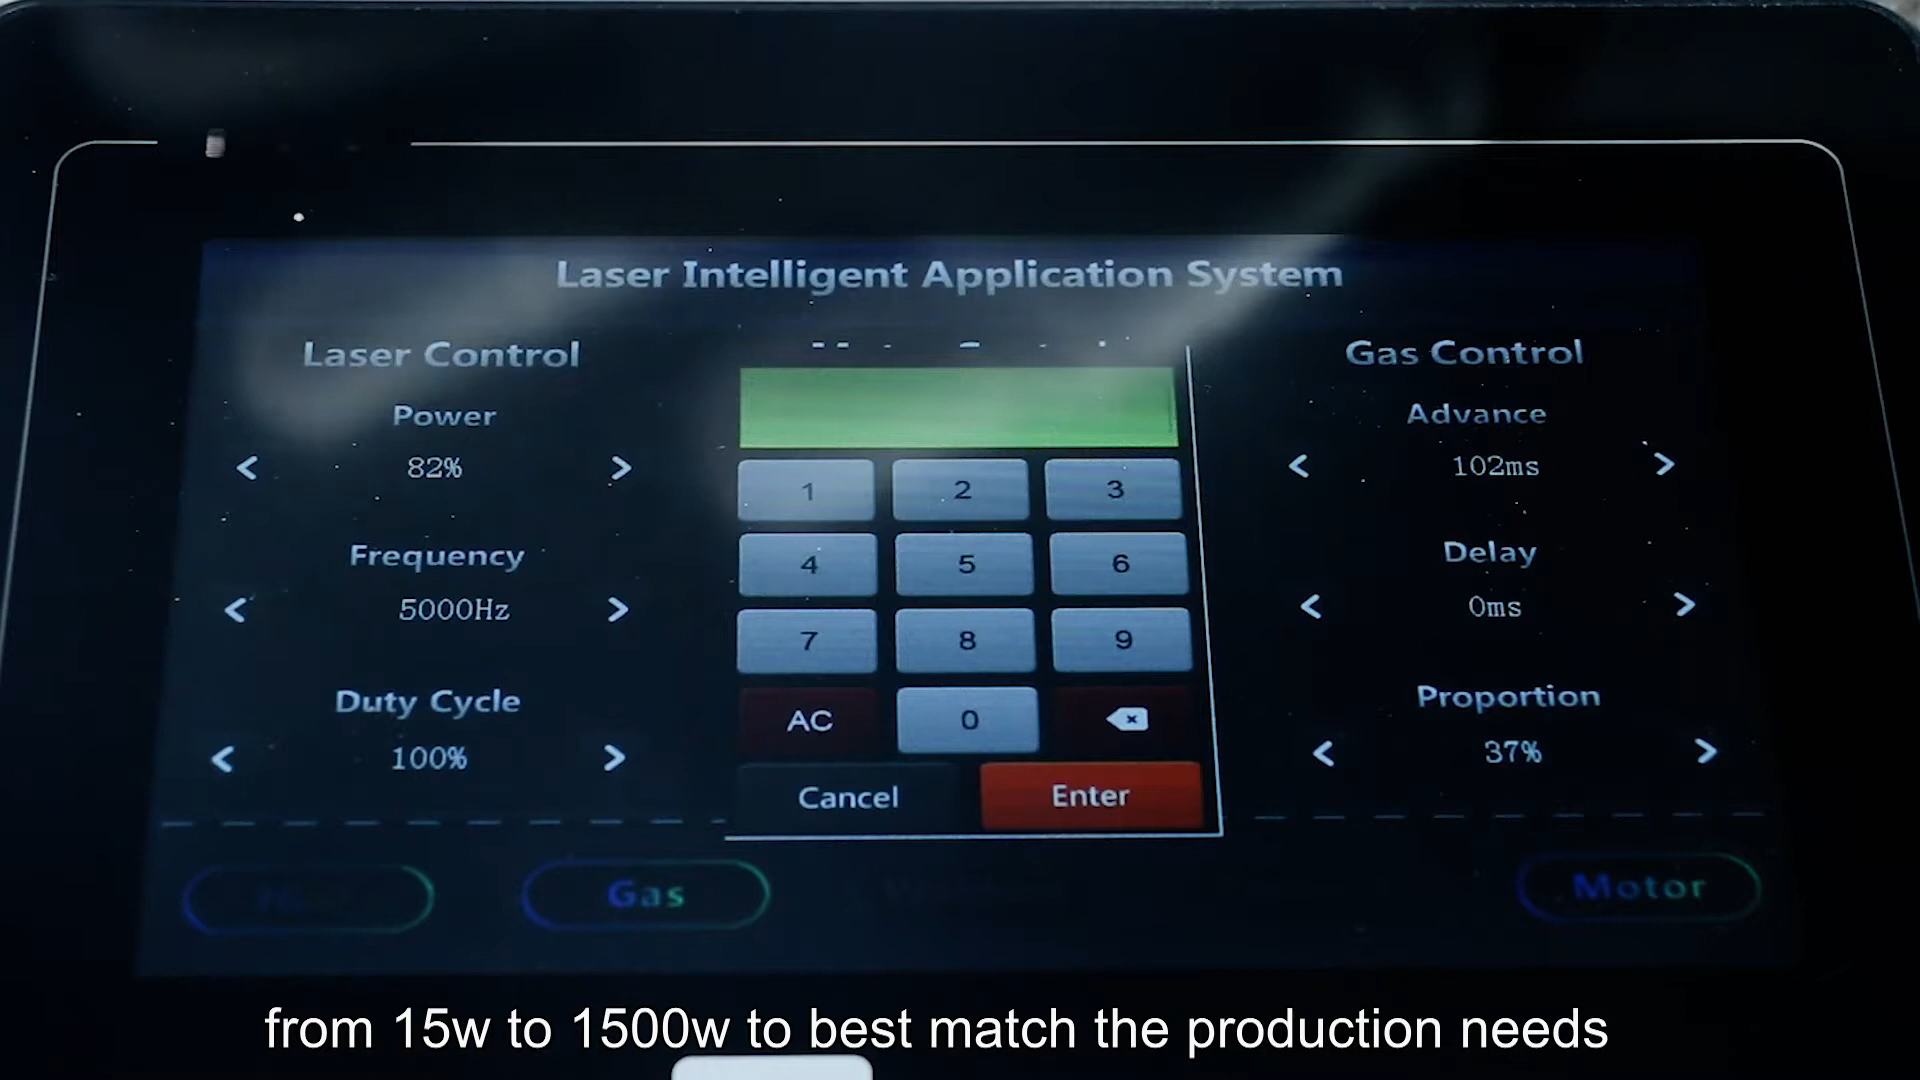 Laser Intelligent Application System
Laser Control
Power
< 82% >
Frequency
< 5000Hz >
Duty Cycle
< 100% >
1 2 3
4 5 6
7 8 9
AC 0
Cancel Enter
Gas Control
Advance
< 102ms >
Delay
< 0ms >
Proportion
< 37% >
Gas
Motor
from 15w to 1500w to best match the production needs